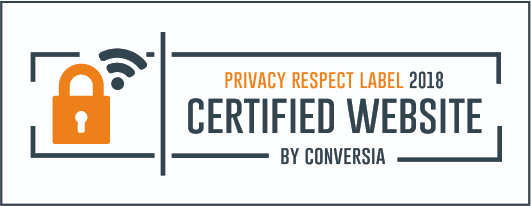 PRIVACY RESPECT LABEL 2018
CERTIFIED WEBSITE
BY CONVERSIA